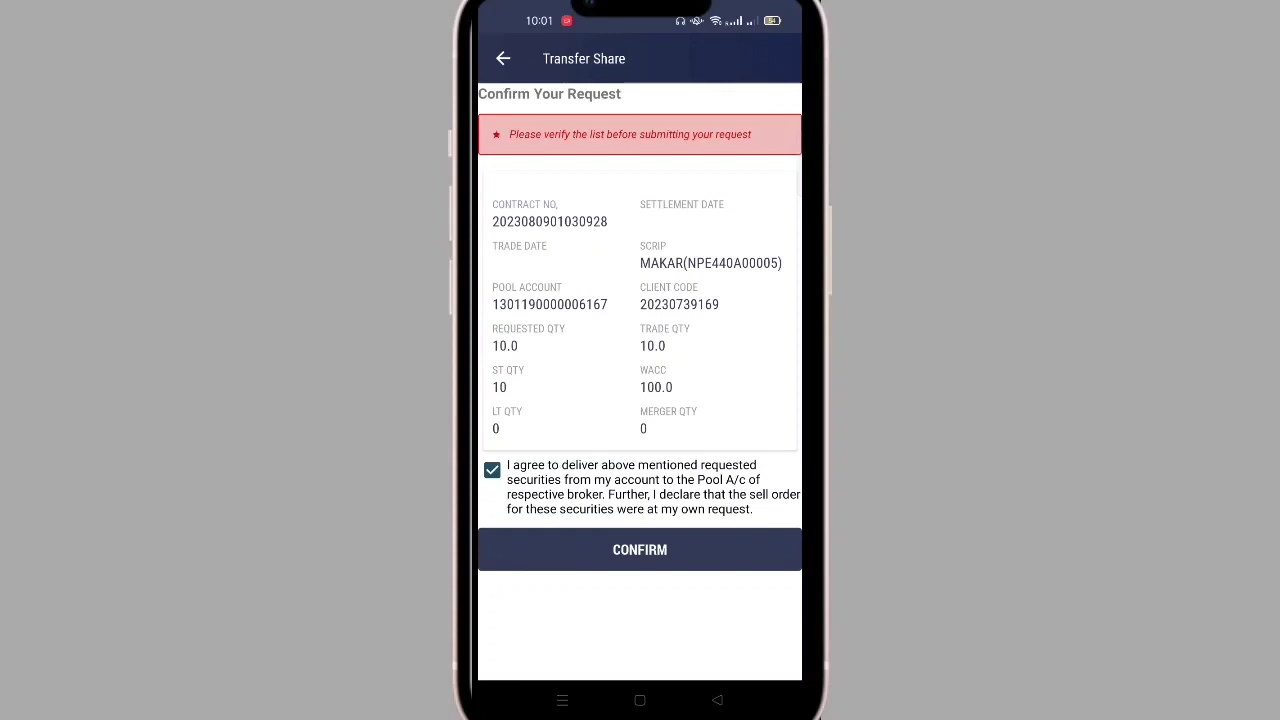 10:01
Transfer Share
Confirm Your Request
Please verify the list before submitting your request
CONTRACT NO,
SETTLEMENT DATE
2023080901030928
TRADE DATE
SCRIP
MAKAR(NPE440A00005)
POOL ACCOUNT
CLIENT CODE
1301190000006167
20230739169
REQUESTED QTY
TRADE QTY
10.0
10.0
ST QTY
WACC
10
100.0
LT QTY
MERGER QTY
0
0
I agree to deliver above mentioned requested
securities from my account to the Pool A/c of
respective broker. Further, I declare that the sell order
for these securities were at my own request.
CONFIRM